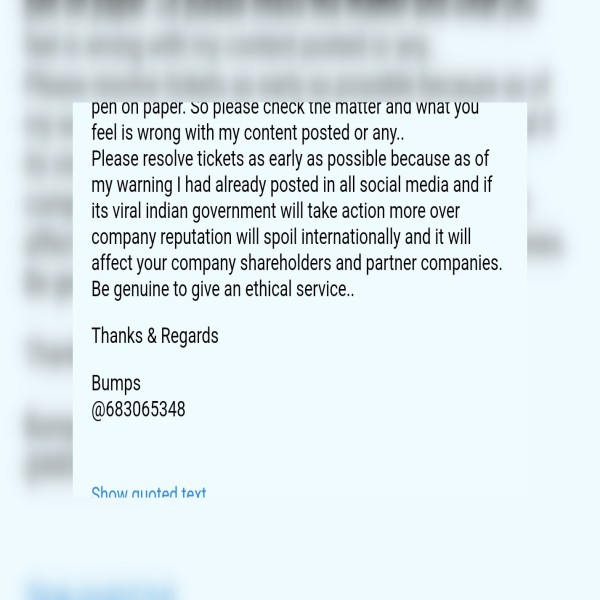 pen on paper. So please check the matter and what you
feel is wrong with my content posted or any..
Please resolve tickets as early as possible because as of
my warning I had already posted in all social media and if
its viral indian government will take action more over
company reputation will spoil internationally and it will
affect your company shareholders and partner companies.
Be genuine to give an ethical service..
Thanks & Regards
Bumps
@683065348
Show quoted text